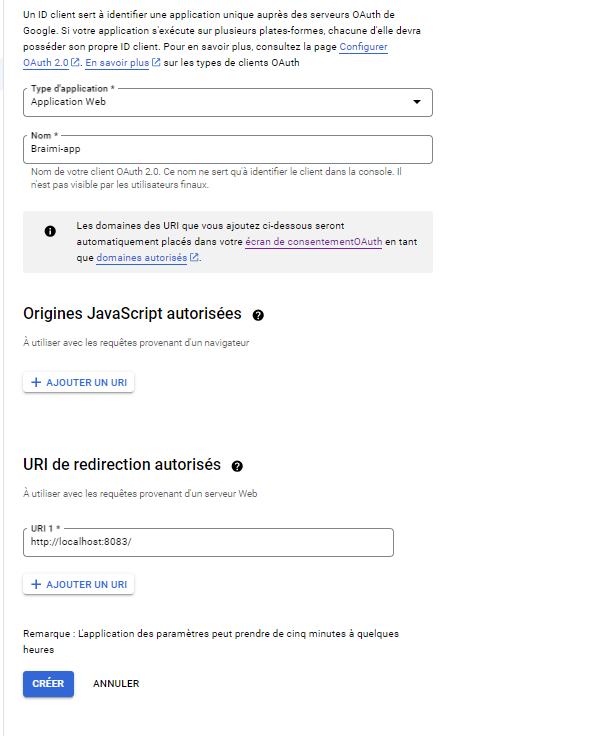 Un ID client sert à identifier une application unique auprès des serveurs OAuth de
Google. Si votre application s'exécute sur plusieurs plates-formes, chacune d'elle devra
posséder son propre ID client. Pour en savoir plus, consultez la page Configurer
OAuth 2.0. En savoir plus sur les types de clients OAuth
Type d'application *
Application Web
Nom *
Braimi-app
Nom de votre client OAuth 2.0. Ce nom ne sert qu'à identifier le client dans la console. Il
n'est pas visible par les utilisateurs finaux.
Les domaines des URI que vous ajoutez ci-dessous seront
automatiquement placés dans votre écran de consentementOAuth en tant
que domaines autorisés.
Origines JavaScript autorisées
À utiliser avec les requêtes provenant d'un navigateur
+ AJOUTER UN URI
URI de redirection autorisés
À utiliser avec les requêtes provenant d'un serveur Web
URI 1 *
http://localhost:8083/
+ AJOUTER UN URI
Remarque : L'application des paramètres peut prendre de cinq minutes à quelques
heures
CRÉER ANNULER